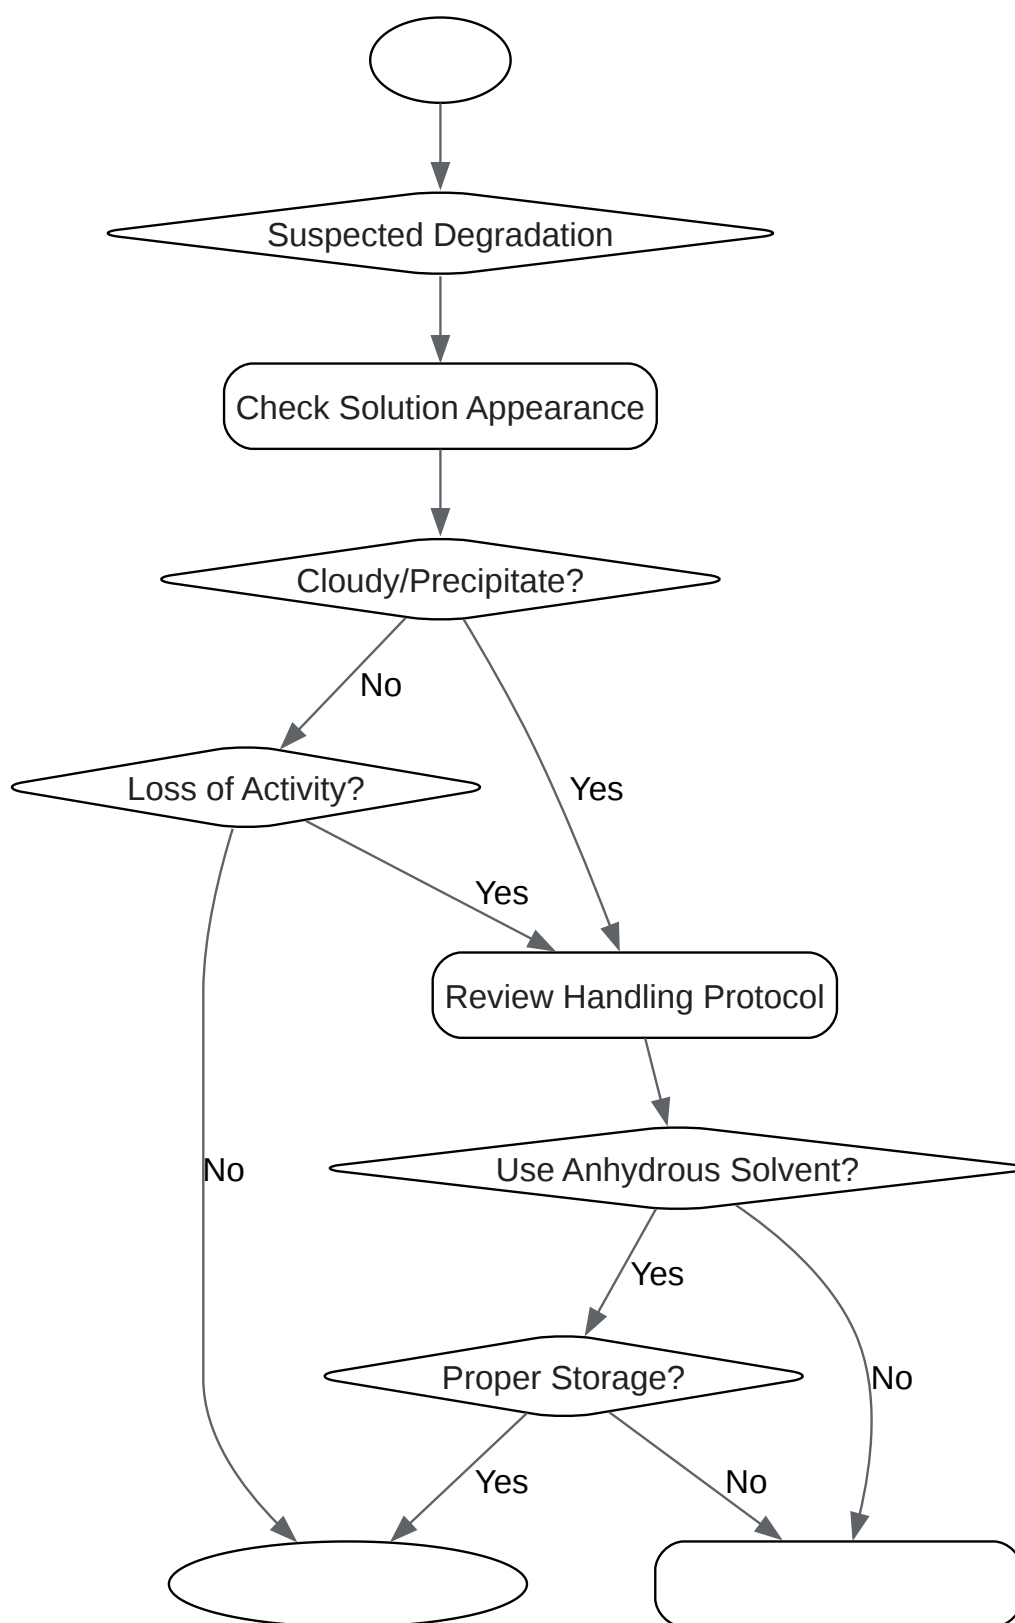 Suspected Degradation
Check Solution Appearance
Cloudy/Precipitate?
No
Loss of Activity?
Yes
Yes
Review Handling Protocol
No
Use Anhydrous Solvent?
Yes
Proper Storage?
No
Yes
No